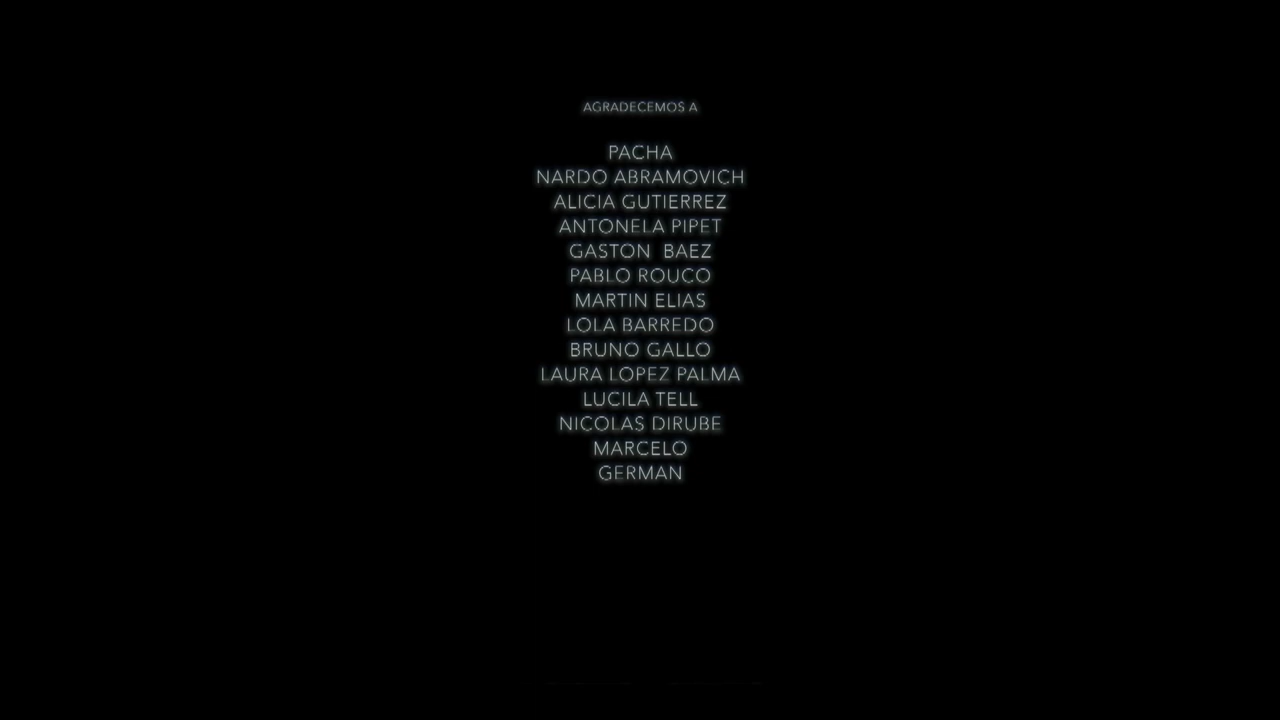 AGRADECEMOS A
PACHA
NARDO ABRAMOVICH
ALICIA GUTIERREZ
ANTONELA PIPET
GASTON  BAEZ
PABLO ROUCO
MARTIN ELIAS
LOLA BARREDO
BRUNO GALLO
LAURA LOPEZ PALMA
LUCILA TELL
NICOLAS DIRUBE
MARCELO
GERMAN